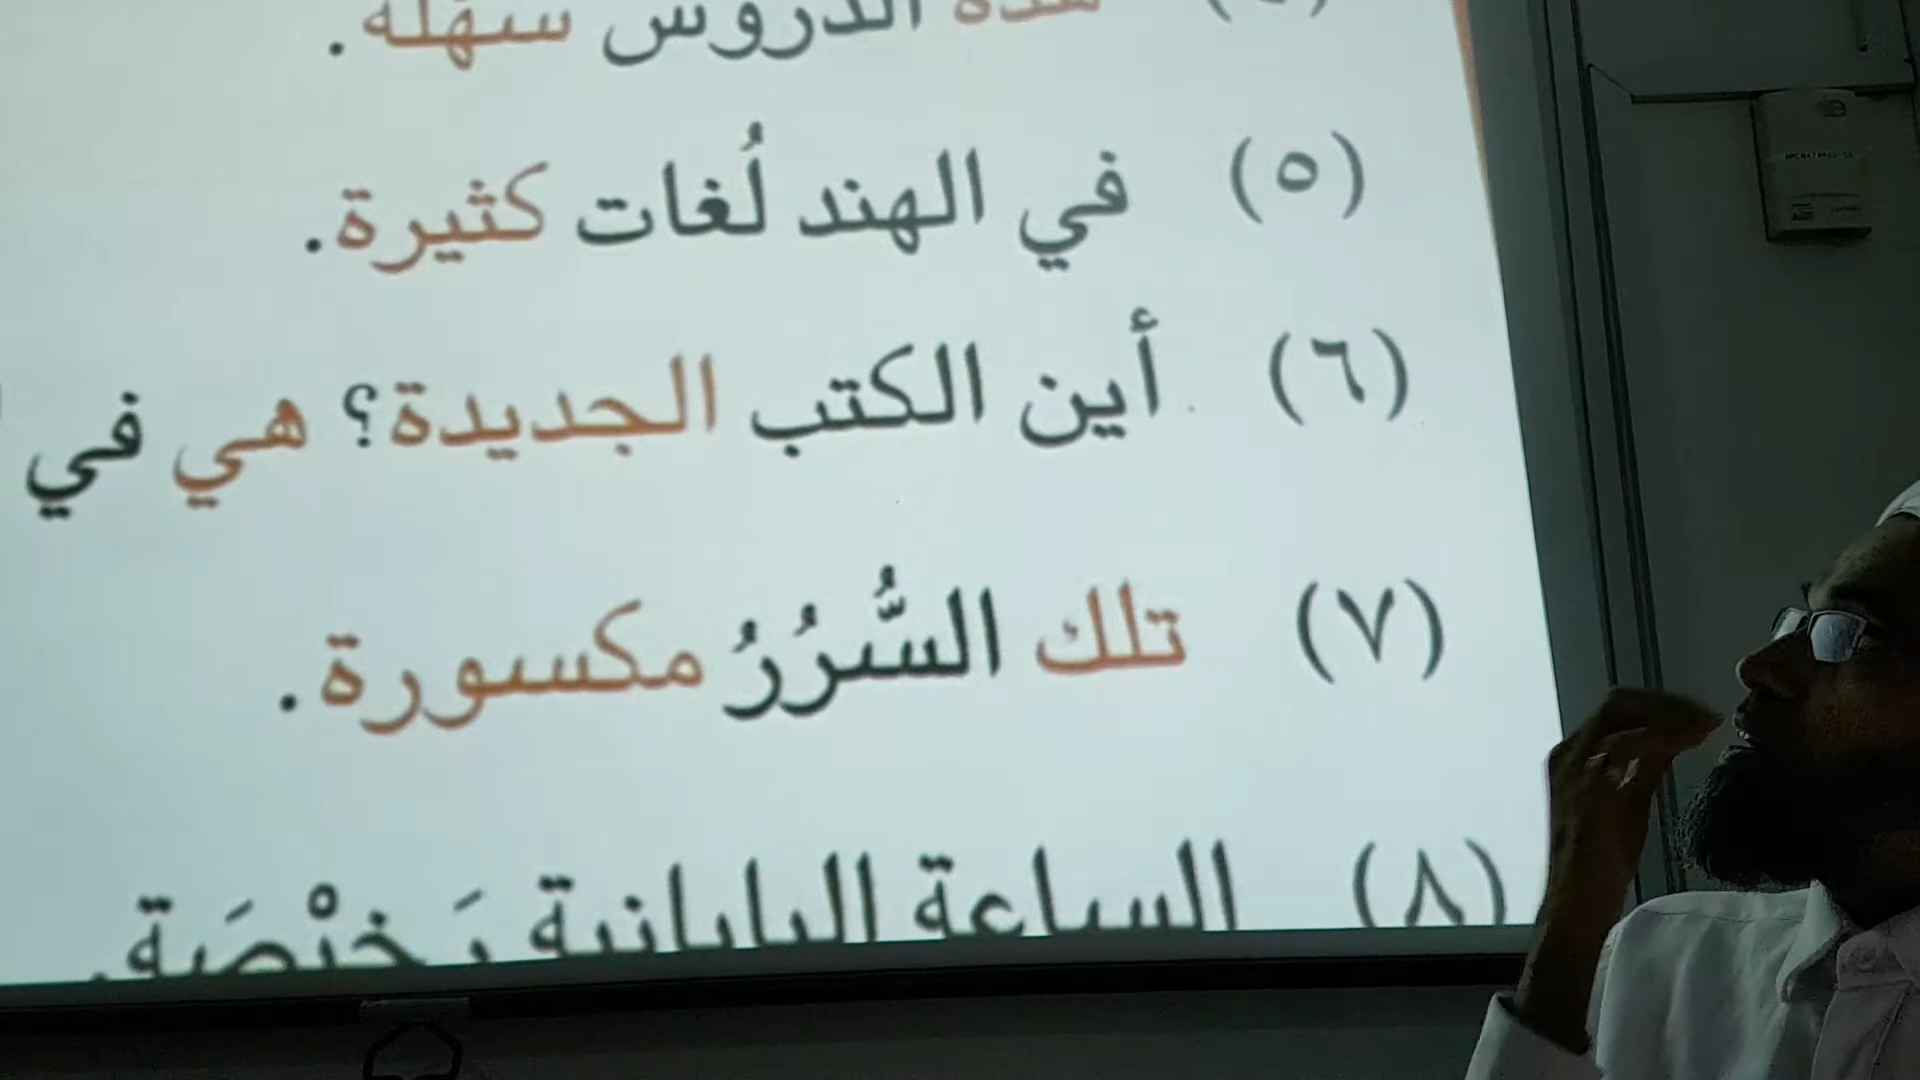 هذه الدروس سهلة .
(٥) في الهند لُغات كثيرة.
(٦) أين الكتب الجديدة؟ هي في
(٧) تلك السُّرُرُ مكسورة.
(٨) الساعة اليابانية رَخيْصَة.